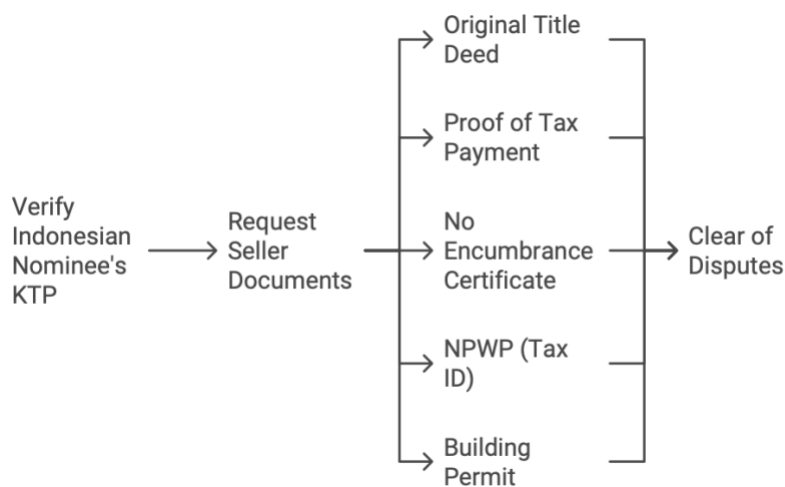 Verify
Indonesian
Nominee's
KTP
Request
Seller
Documents
Original Title
Deed
Proof of Tax
Payment
No
Encumbrance
Certificate
NPWP (Tax
ID)
Building
Permit
Clear of
Disputes